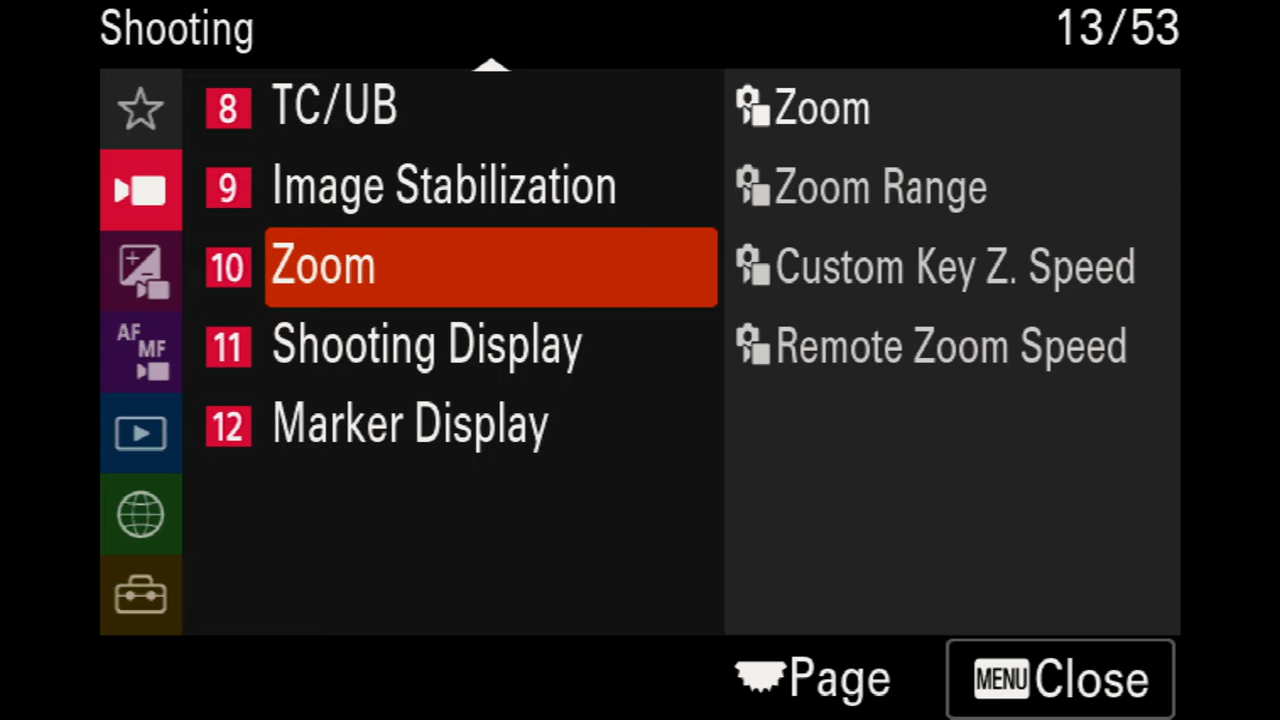 Shooting
13/53
8 TC/UB
9 Image Stabilization
10 Zoom
11 Shooting Display
12 Marker Display
AF
MF
Zoom
Zoom Range
Custom Key Z. Speed
Remote Zoom Speed
Page
MENU Close